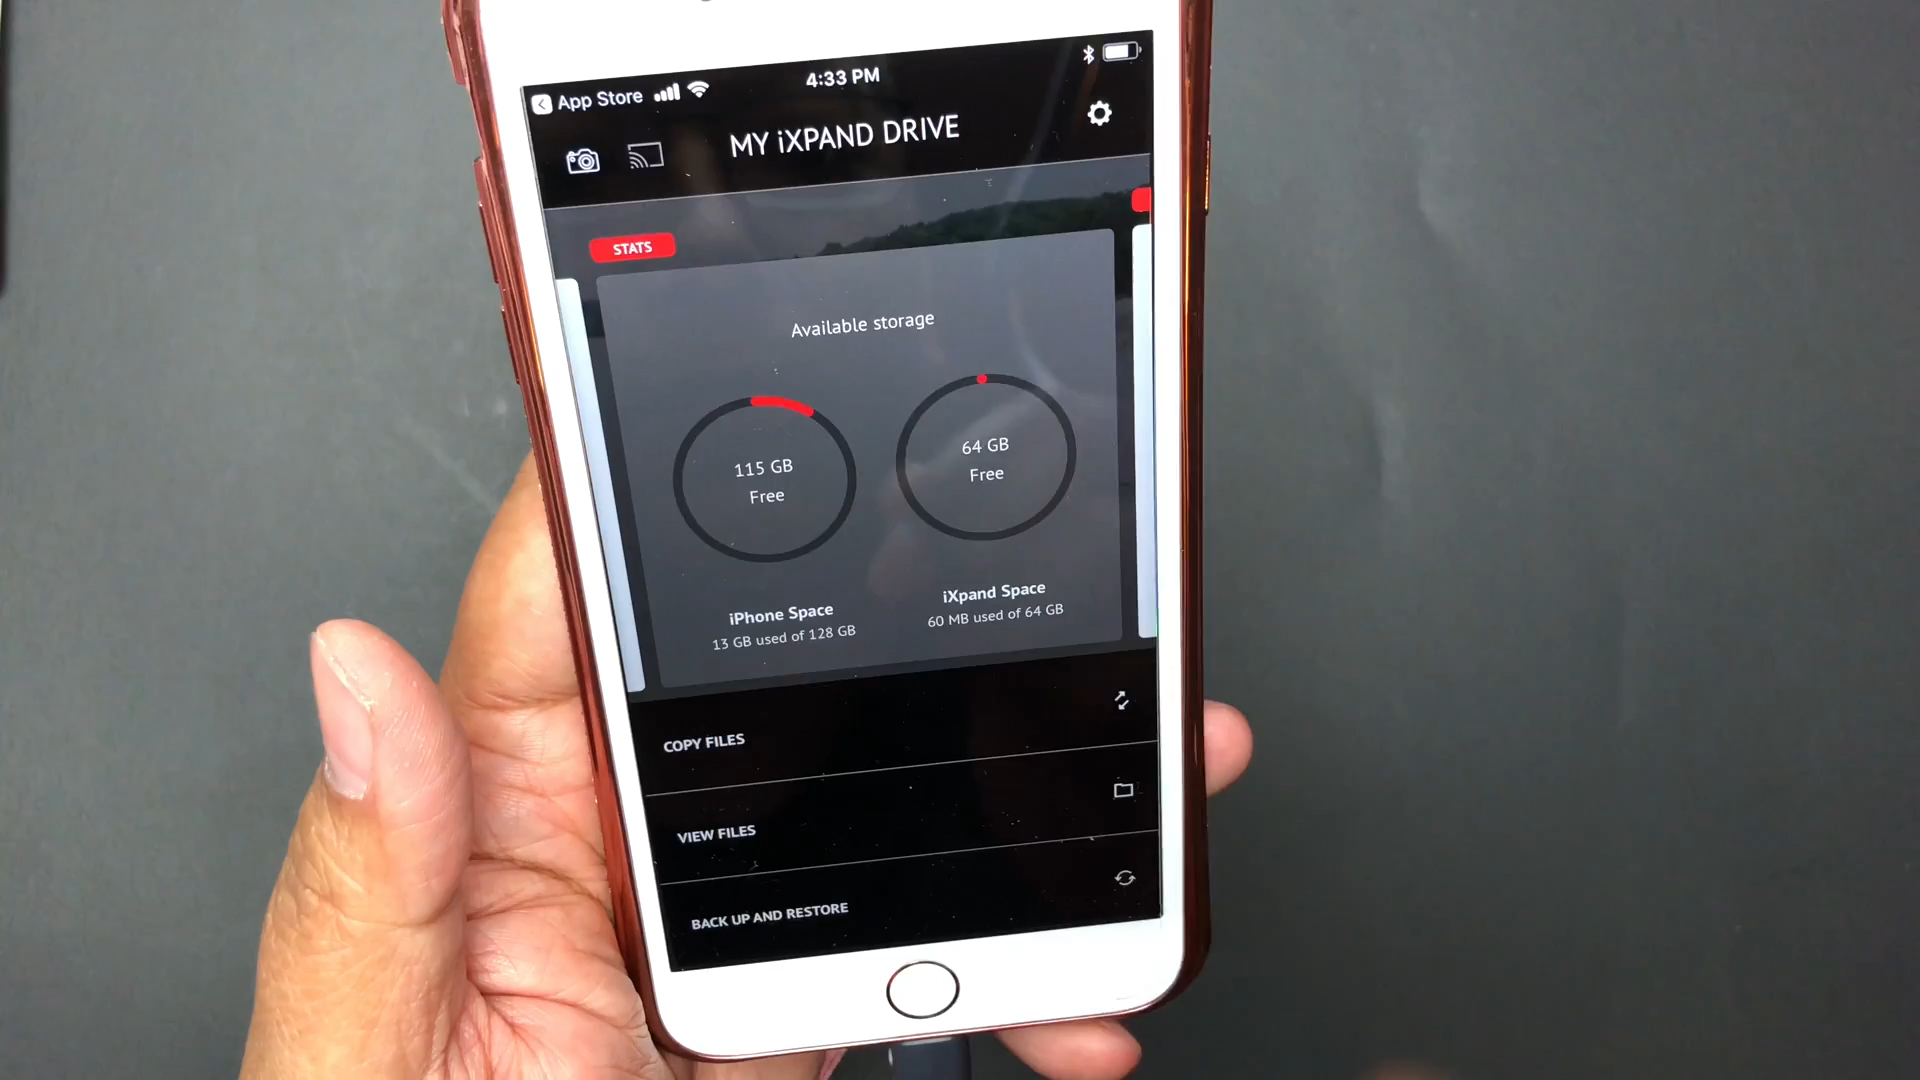 App Store
4:33 PM
MY iXPAND DRIVE
STATS
Available storage
115 GB
Free
64 GB
Free
iPhone Space
13 GB used of 128 GB
iXpand Space
60 MB used of 64 GB
COPY FILES
VIEW FILES
BACK UP AND RESTORE